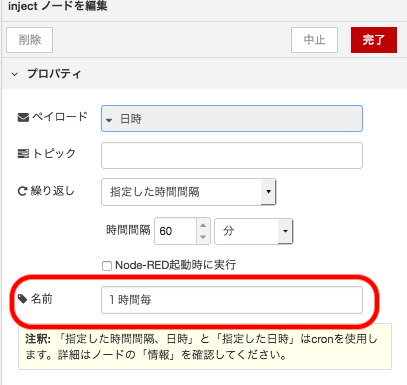 inject ノードを編集
削除 中止 完了
プロパティ
ペイロード 日時
トピック
繰り返し 指定した時間間隔
時間間隔 60 分
Node-RED起動時に実行
名前 1 時間毎
注釈: 「指定した時間間隔、日時」と「指定した日時」はcronを使用し
ます。詳細はノードの「情報」を確認してください。